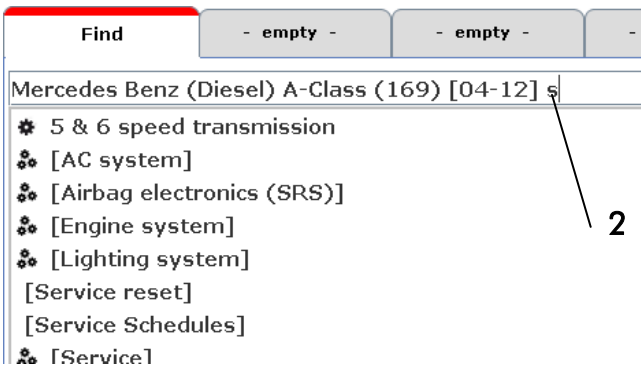 Find - empty - - empty - -
Mercedes Benz (Diesel) A-Class (169) [04-12] s
5 & 6 speed transmission
[AC system]
[Airbag electronics (SRS)]
[Engine system]
2
[Lighting system]
[Service reset]
[Service Schedules]
[Service]